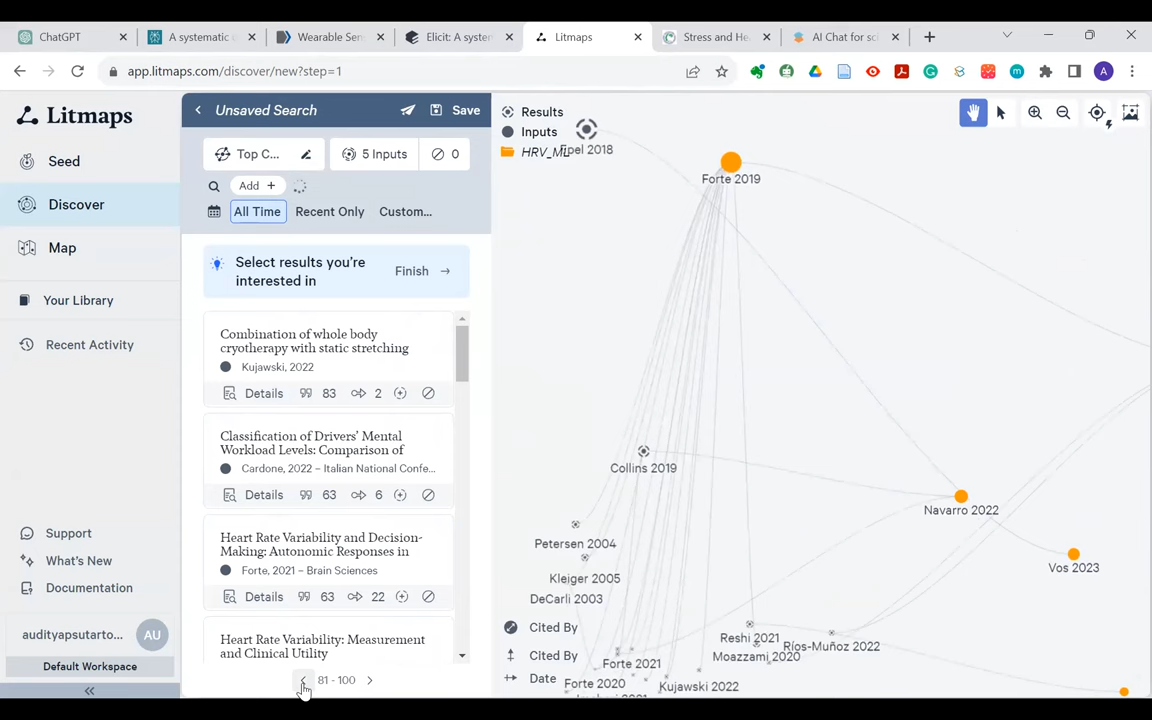 ChatGPT
A systematic
Wearable Sen
Elicit: A system
Litmaps
Stress and He
AI Chat for sci
app.litmaps.com/discover/new?step=1
A
Litmaps
Seed
Discover
Map
Your Library
Recent Activity
Support
What's New
Documentation
audityapsutarto...
AU
Default Workspace
Unsaved Search
Save
Top C...
5 Inputs
0
Add +
All Time
Recent Only
Custom...
Select results you're
interested in
Finish →
Combination of whole body
cryotherapy with static stretching
Kujawski, 2022
Details 83 2
Classification of Drivers' Mental
Workload Levels: Comparison of
Cardone, 2022 – Italian National Confe...
Details 63 6
Heart Rate Variability and Decision-
Making: Autonomic Responses in
Forte, 2021 – Brain Sciences
Details 63 22
Heart Rate Variability: Measurement
and Clinical Utility
81 - 100
Results
Inputs
HRV_ML
2018
Forte 2019
Collins 2019
Navarro 2022
Petersen 2004
Vos 2023
Kleiger 2005
DeCarli 2003
Cited By
Reshi 2021
Ríos-Muñoz 2022
Moazzami 2020
Cited By
Forte 2021
Date
Forte 2020
Kujawski 2022